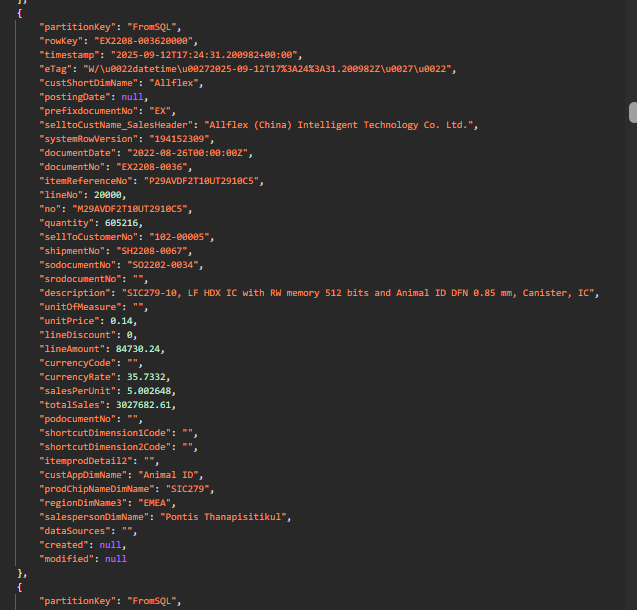 },
{
"partitionKey": "FromSQL",
"rowKey": "EX2208-003620000",
"timestamp": "2025-09-12T17:24:31.200982+00:00",
"eTag": "W/\u0022datetime\u00272025-09-12T17%3A24%3A31.200982Z\u0027\u0022",
"custShortDimName": "Allflex",
"postingDate": null,
"prefixdocumentNo": "EX",
"selltoCustName_SalesHeader": "Allflex (China) Intelligent Technology Co. Ltd.",
"systemRowVersion": "194152309",
"documentDate": "2022-08-26T00:00:00Z",
"documentNo": "EX2208-0036",
"itemReferenceNo": "P29AVDF2T10UT2910C5",
"lineNo": 20000,
"no": "M29AVDF2T10UT2910C5",
"quantity": 605216,
"sellToCustomerNo": "102-00005",
"shipmentNo": "SH2208-0067",
"sodocumentNo": "SO2202-0034",
"srodocumentNo": "",
"description": "SIC279-10, LF HDX IC with RW memory 512 bits and Animal ID DFN 0.85 mm, Canister, IC",
"unitOfMeasure": "",
"unitPrice": 0.14,
"lineDiscount": 0,
"lineAmount": 84730.24,
"currencyCode": "",
"currencyRate": 35.7332,
"salesPerUnit": 5.002648,
"totalSales": 3027682.61,
"podocumentNo": "",
"shortcutDimension1Code": "",
"shortcutDimension2Code": "",
"itemprodDetail2": "",
"custAppDimName": "Animal ID",
"prodChipNameDimName": "SIC279",
"regionDimName3": "EMEA",
"salespersonDimName": "Pontis Thanapisitikul",
"dataSources": "",
"created": null,
"modified": null
},
{
"partitionKey": "FromSQL",